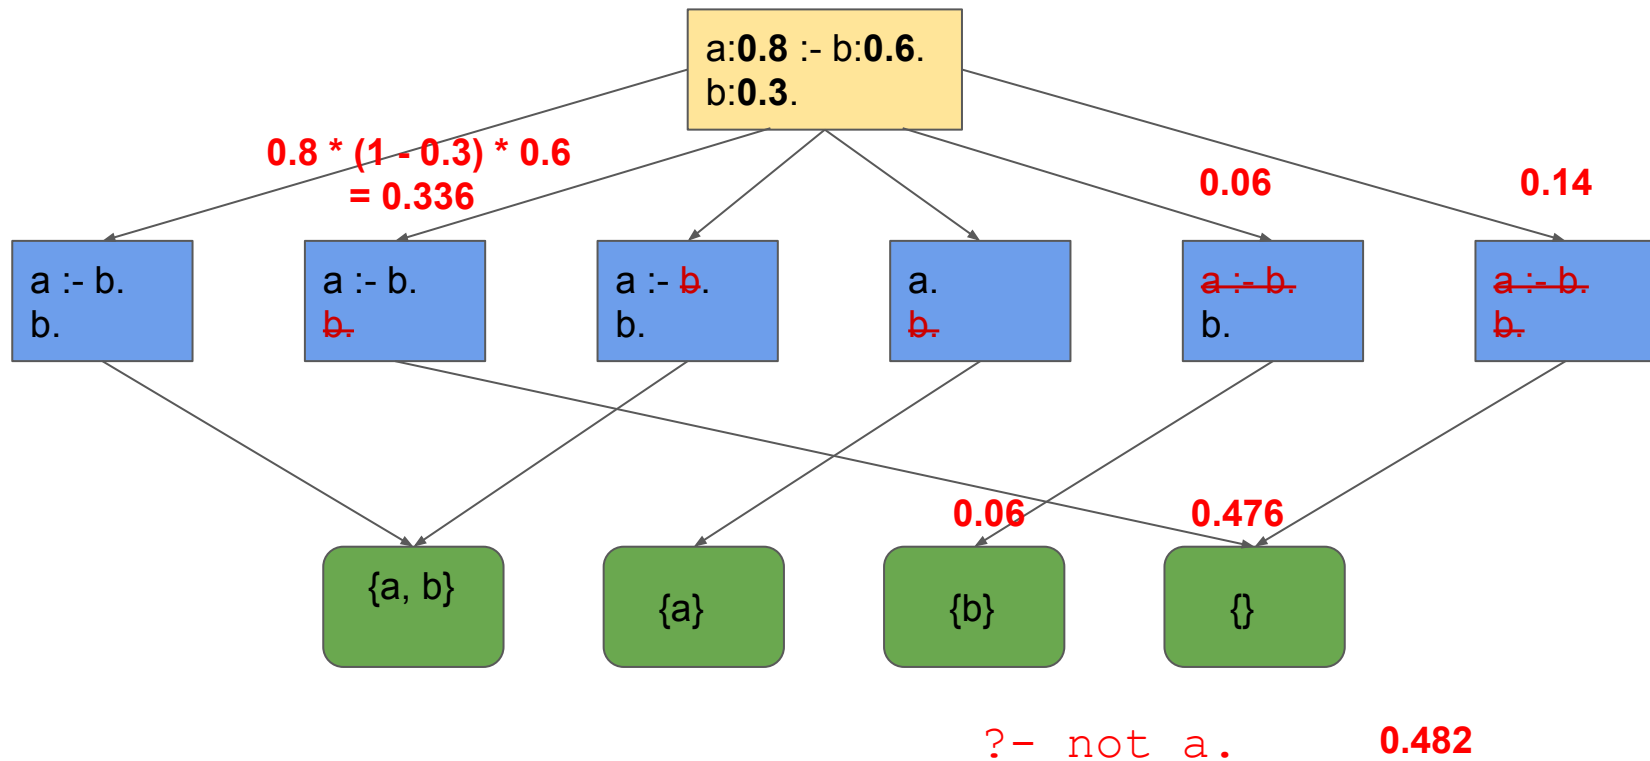 a:0.8 :- b:0.6.
b:0.3.
0.8 * (1 - 0.3) * 0.6
= 0.336
0.06
0.14
a :- b.
b.
a :- b.
b.
a :- b.
b.
a.
b.
a :- b.
b.
a :- b.
b.
0.06
0.476
{a, b}
{a}
{b}
{}
?- not a.
0.482